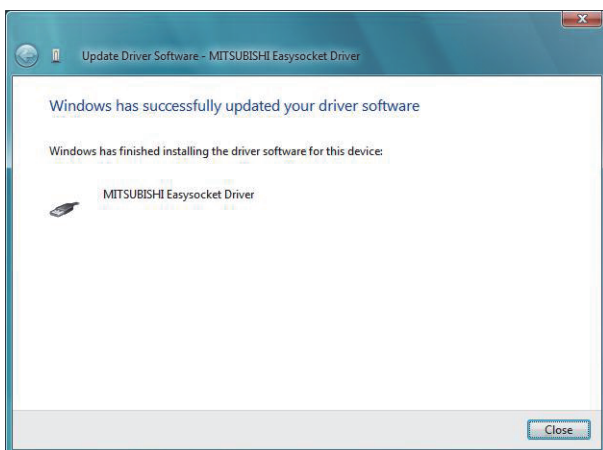 Update Driver Software - MITSUBISHI Easysocket Driver
Windows has successfully updated your driver software
Windows has finished installing the driver software for this device:
MITSUBISHI Easysocket Driver
Close